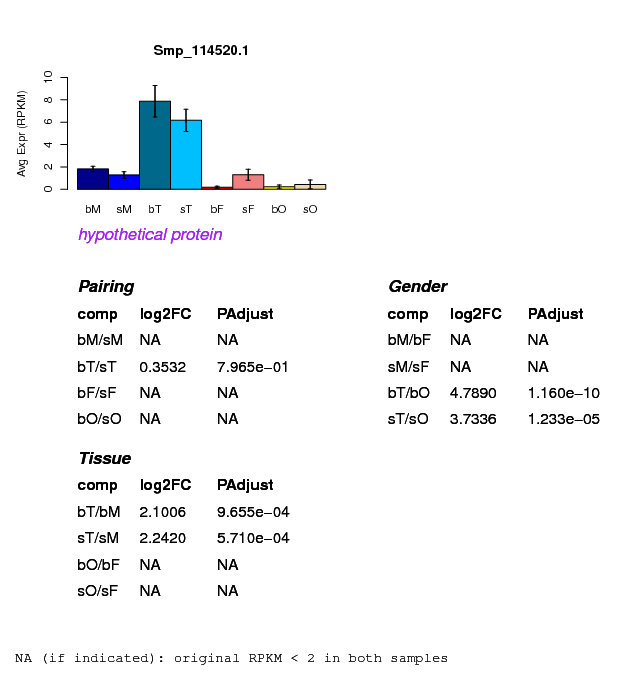 Smp_114520.1
Avg Expr (RPKM)
10
8
6
4
2
0
bM sM bT sT bF sF bO sO
hypothetical protein
Pairing
comp log2FC PAdjust
bM/sM NA NA
bT/sT 0.3532 7.965e−01
bF/sF NA NA
bO/sO NA NA
Gender
comp log2FC PAdjust
bM/bF NA NA
sM/sF NA NA
bT/bO 4.7890 1.160e−10
sT/sO 3.7336 1.233e−05
Tissue
comp log2FC PAdjust
bT/bM 2.1006 9.655e−04
sT/sM 2.2420 5.710e−04
bO/bF NA NA
sO/sF NA NA
NA (if indicated): original RPKM < 2 in both samples